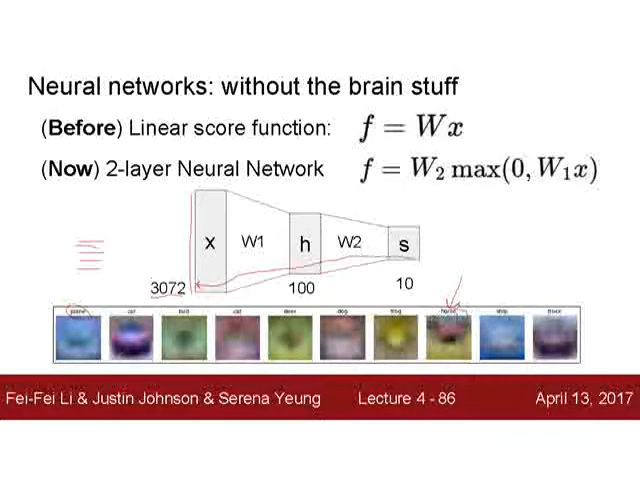 Neural networks: without the brain stuff
(Before) Linear score function: f = Wx
(Now) 2-layer Neural Network f = W₂ max(0, W₁x)
x W1 h W2 s
3072 100 10
plane car bird cat deer dog frog horse ship truck
Fei-Fei Li & Justin Johnson & Serena Yeung Lecture 4 - 86 April 13, 2017